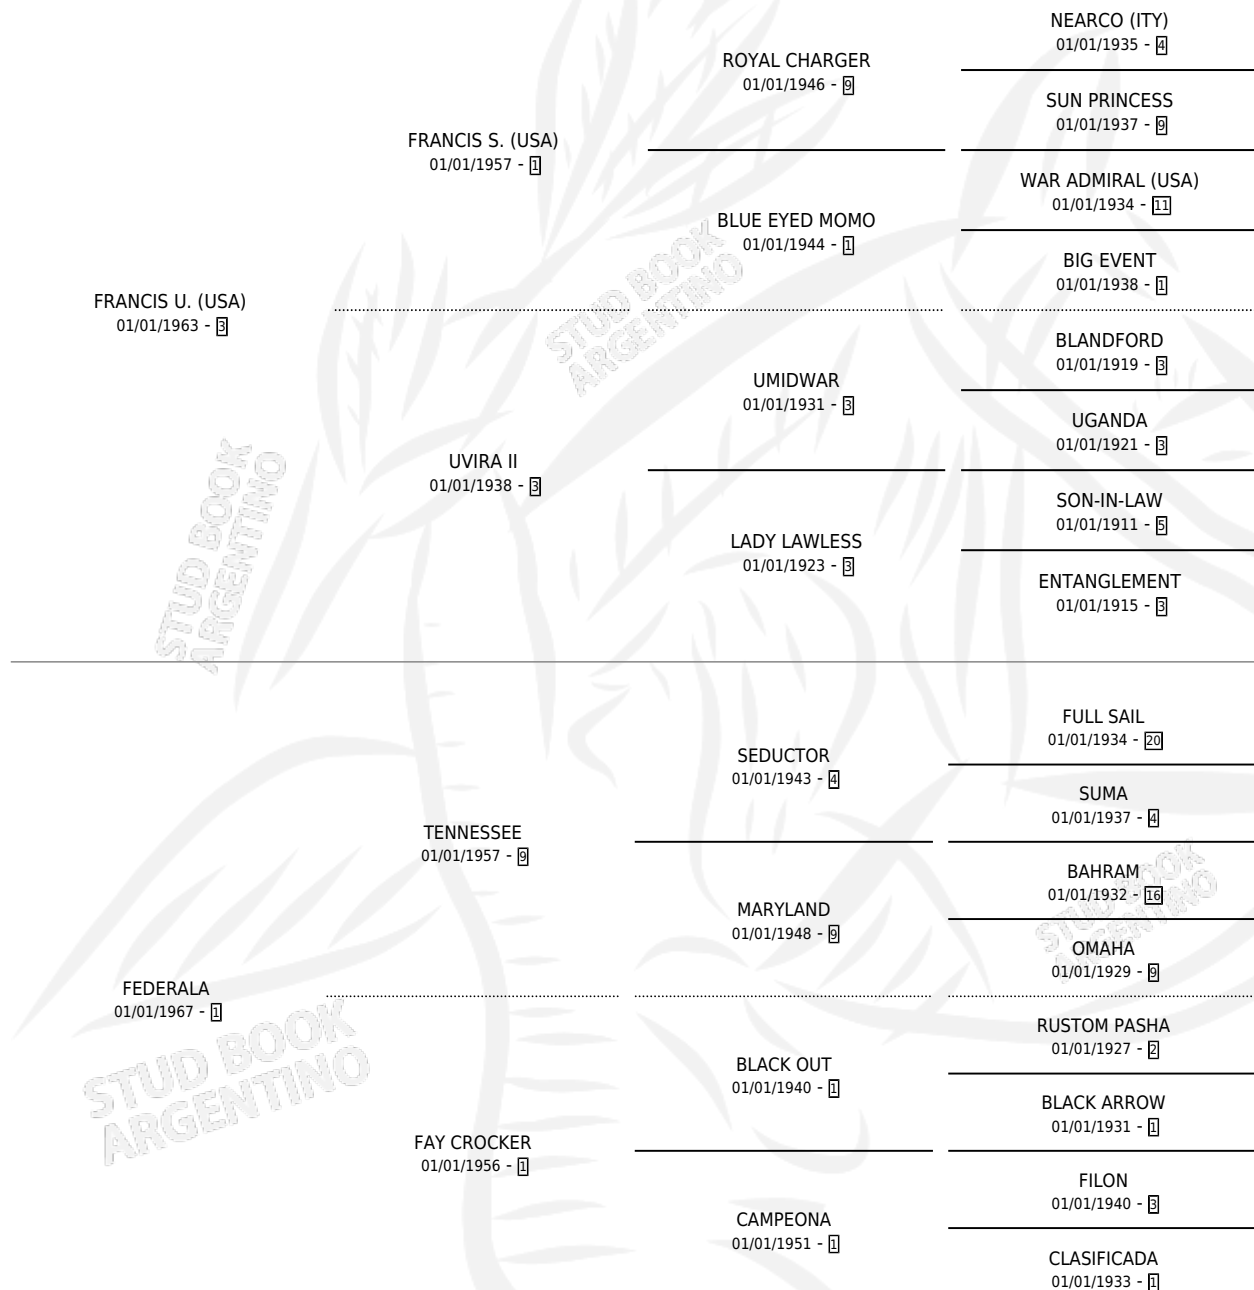 NEARCO (ITY)
01/01/1935 - 4
ROYAL CHARGER
01/01/1946 - 9
SUN PRINCESS
01/01/1937 - 9
FRANCIS S. (USA)
01/01/1957 - 1
WAR ADMIRAL (USA)
01/01/1934 - 11
BLUE EYED MOMO
01/01/1944 - 1
BIG EVENT
01/01/1938 - 1
FRANCIS U. (USA)
01/01/1963 - 3
BLANDFORD
01/01/1919 - 3
UMIDWAR
01/01/1931 - 3
UGANDA
01/01/1921 - 3
UVIRA II
01/01/1938 - 3
SON-IN-LAW
01/01/1911 - 5
LADY LAWLESS
01/01/1923 - 3
ENTANGLEMENT
01/01/1915 - 3
FULL SAIL
01/01/1934 - 20
SEDUCTOR
01/01/1943 - 4
SUMA
01/01/1937 - 4
TENNESSEE
01/01/1957 - 9
BAHRAM
01/01/1932 - 16
MARYLAND
01/01/1948 - 9
OMAHA
01/01/1929 - 9
FEDERALA
01/01/1967 - 1
RUSTOM PASHA
01/01/1927 - 2
BLACK OUT
01/01/1940 - 1
BLACK ARROW
01/01/1931 - 1
FAY CROCKER
01/01/1956 - 1
FILON
01/01/1940 - 3
CAMPEONA
01/01/1951 - 1
CLASIFICADA
01/01/1933 - 1
STUD BOOK
ARGENTINO
STUD BOOK
ARGENTINO
STUD BOOK
ARGENTINO
STUD BOOK
ARGENTINO